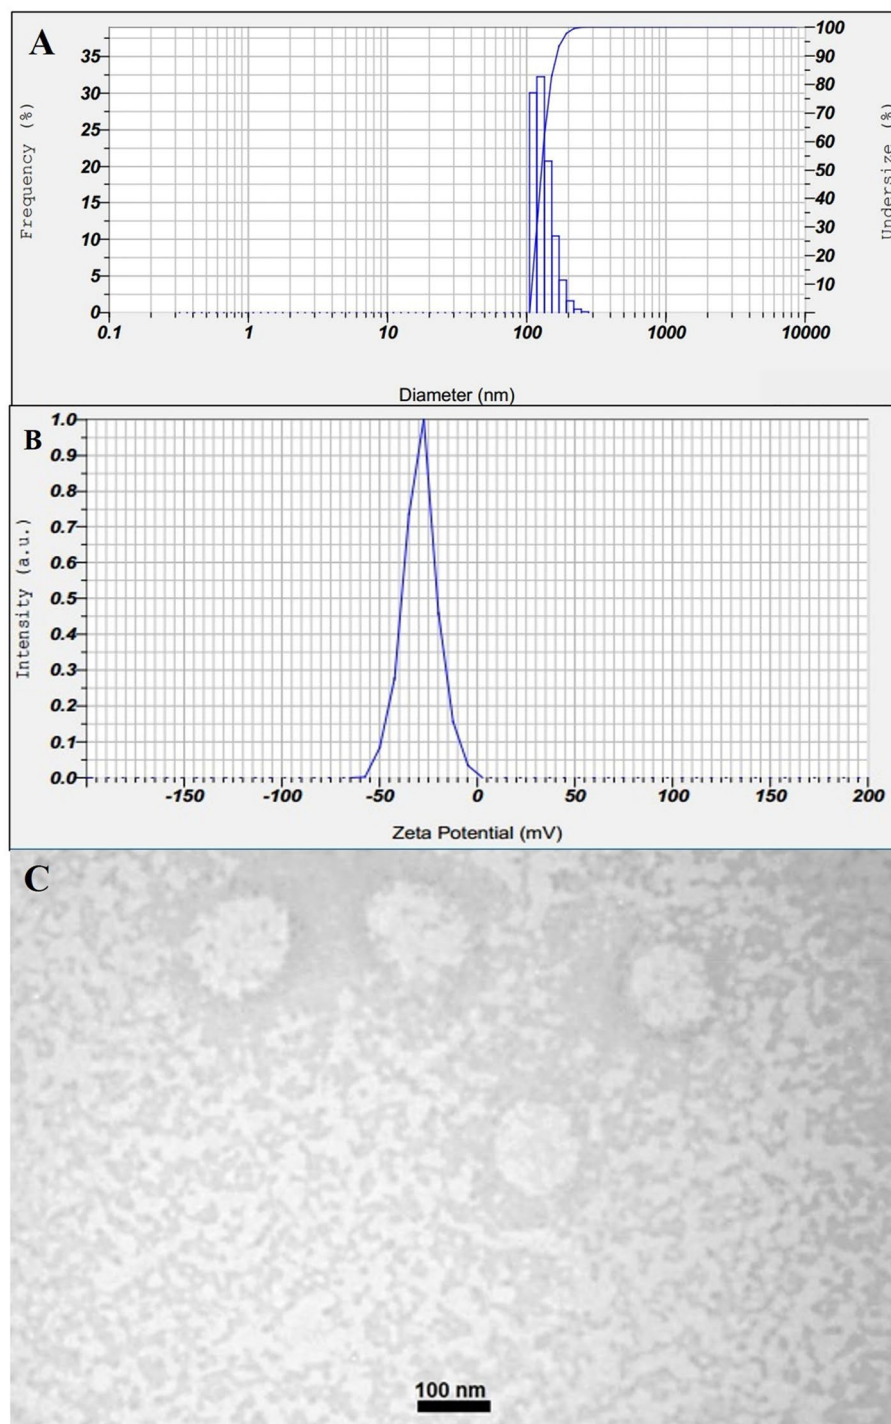 A
Frequency (%)
35
30
25
20
15
10
5
0
100
90
80
70
60
50
40
30
20
10
Undersize (%)
0.1 1 10 100 1000 10000
Diameter (nm)
B
Intensity (a.u.)
1.0
0.9
0.8
0.7
0.6
0.5
0.4
0.3
0.2
0.1
0.0
-150 -100 -50 0 50 100 150 200
Zeta Potential (mV)
C
100 nm